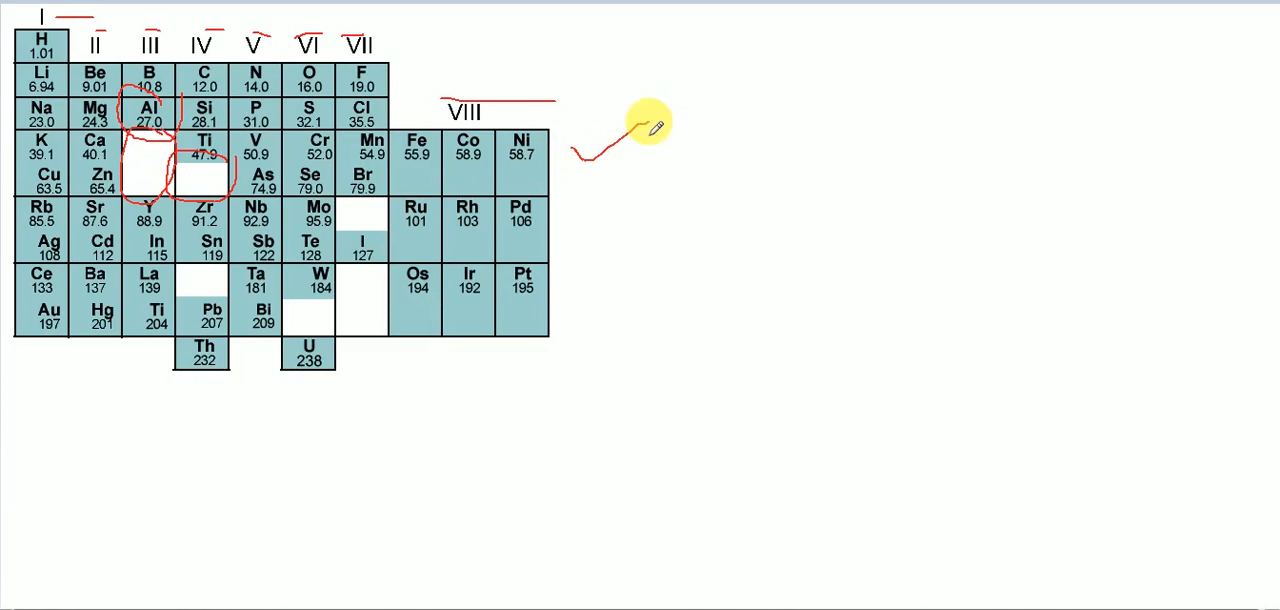 I
II III IV V VI VII
H
1.01
Li Be B C N O F
6.94 9.01 10.8 12.0 14.0 16.0 19.0
Na Mg Al Si P S Cl VIII
23.0 24.3 27.0 28.1 31.0 32.1 35.5
K Ca Ti V Cr Mn Fe Co Ni
39.1 40.1 47.9 50.9 52.0 54.9 55.9 58.9 58.7
Cu Zn As Se Br
63.5 65.4 74.9 79.0 79.9
Rb Sr Y Zr Nb Mo Ru Rh Pd
85.5 87.6 88.9 91.2 92.9 95.9 101 103 106
Ag Cd In Sn Sb Te I
108 112 115 119 122 128 127
Ce Ba La Ta W Os Ir Pt
133 137 139 181 184 194 192 195
Au Hg Ti Pb Bi
197 201 204 207 209
Th U
232 238